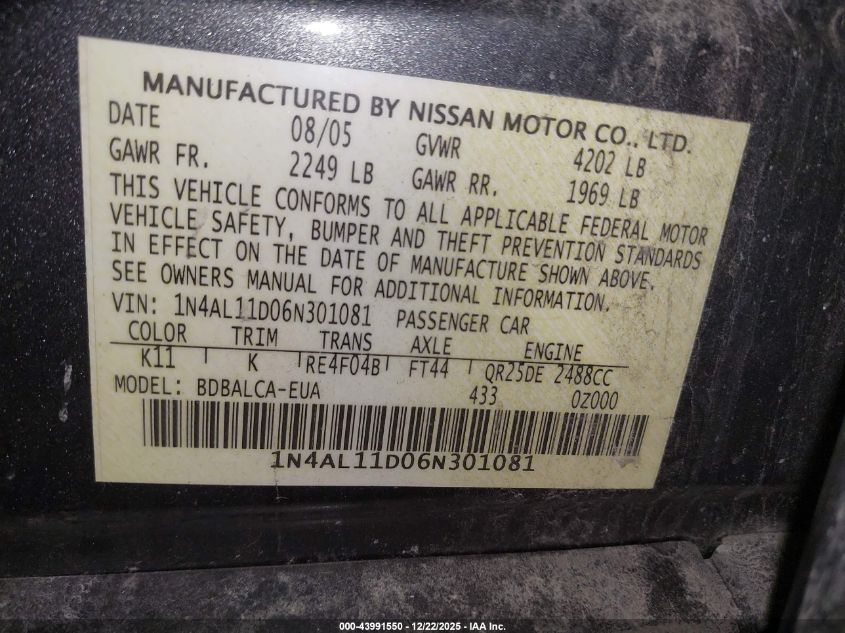 MANUFACTURED BY NISSAN MOTOR CO., LTD.
DATE 08/05 GVWR 4202 LB
GAWR FR. 2249 LB GAWR RR. 1969 LB
THIS VEHICLE CONFORMS TO ALL APPLICABLE FEDERAL MOTOR
VEHICLE SAFETY, BUMPER AND THEFT PREVENTION STANDARDS
IN EFFECT ON THE DATE OF MANUFACTURE SHOWN ABOVE.
SEE OWNERS MANUAL FOR ADDITIONAL INFORMATION.
VIN: 1N4AL11D06N301081 PASSENGER CAR
COLOR TRIM TRANS AXLE ENGINE
K11 K RE4F04B FT44 QR25DE 2488CC
MODEL: BDBALCA-EUA 433 0Z000
1N4AL11D06N301081
000-43991550 - 12/22/2025 - IAA Inc.